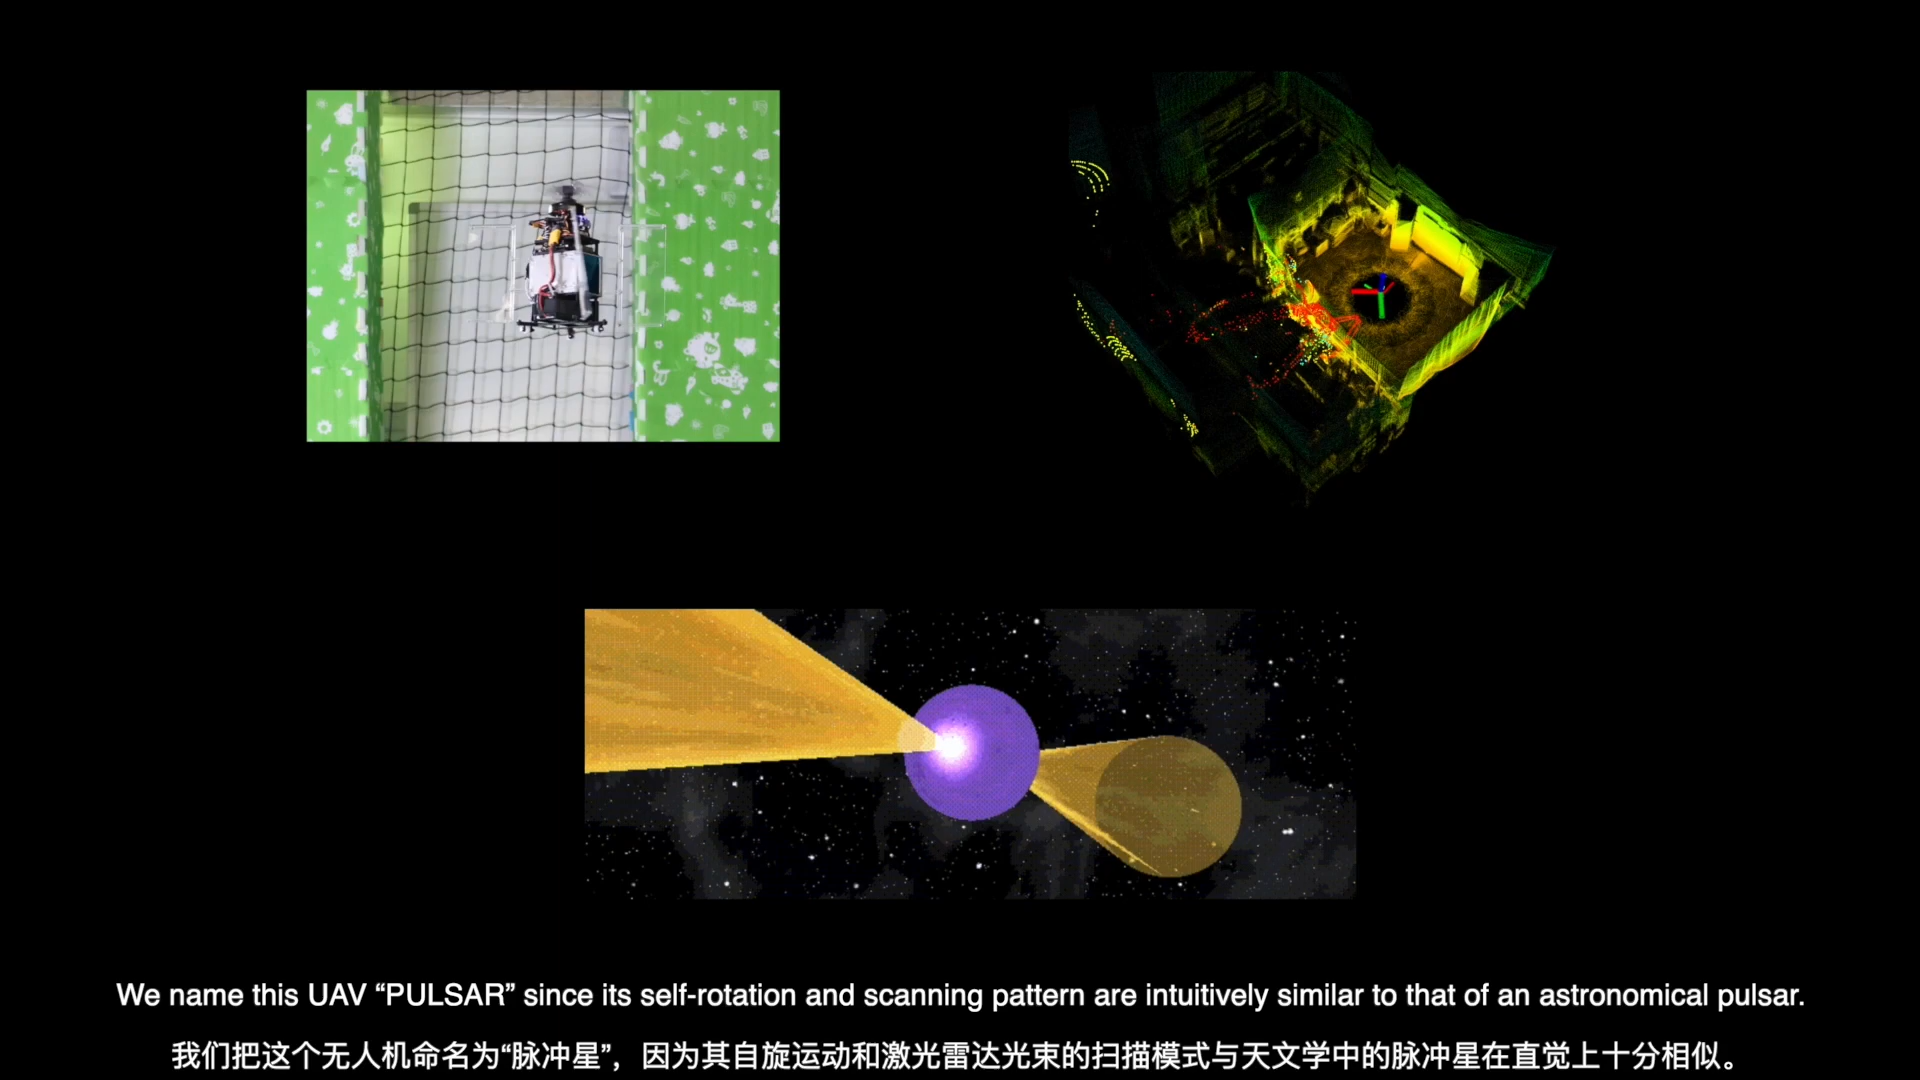 We name this UAV “PULSAR” since its self-rotation and scanning pattern are intuitively similar to that of an astronomical pulsar.
我们把这个无人机命名为“脉冲星”，因为其自旋运动和激光雷达光束的扫描模式与天文学中的脉冲星在直觉上十分相似。